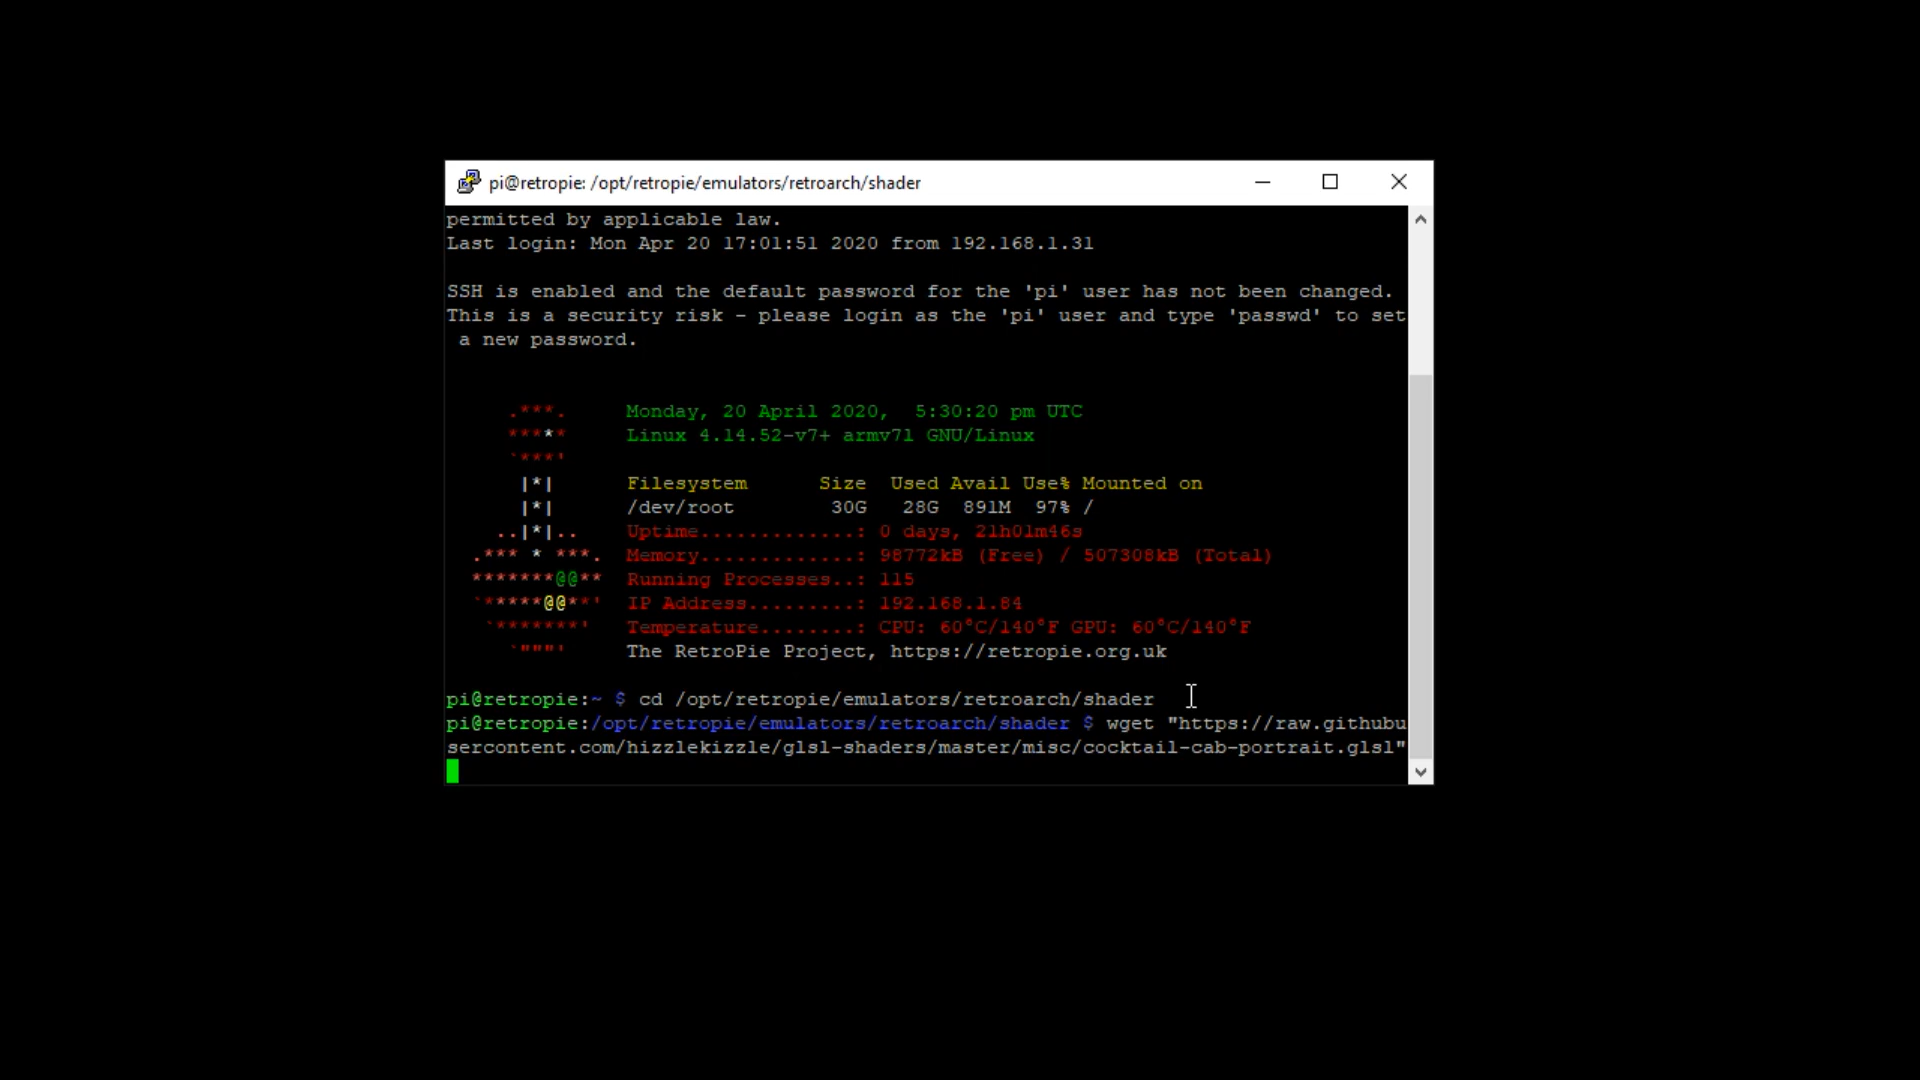 pi@retropie: /opt/retropie/emulators/retroarch/shader
permitted by applicable law.
Last login: Mon Apr 20 17:01:51 2020 from 192.168.1.31
SSH is enabled and the default password for the 'pi' user has not been changed.
This is a security risk - please login as the 'pi' user and type 'passwd' to set
a new password.
.***. Monday, 20 April 2020,  5:30:20 pm UTC
***** Linux 4.14.52-v7+ armv7l GNU/Linux
`***'
|*| Filesystem      Size  Used Avail Use% Mounted on
|*| /dev/root        30G   28G  891M  97% /
..|*|.. Uptime.............: 0 days, 21h01m46s
.*** * ***. Memory.............: 98772kB (Free) / 507308kB (Total)
*******@@** Running Processes..: 115
`*****@@**' IP Address.........: 192.168.1.84
`*******' Temperature........: CPU: 60°C/140°F GPU: 60°C/140°F
`"""' The RetroPie Project, https://retropie.org.uk
pi@retropie:~ $ cd /opt/retropie/emulators/retroarch/shader
pi@retropie:/opt/retropie/emulators/retroarch/shader $ wget "https://raw.githubu
sercontent.com/hizzlekizzle/glsl-shaders/master/misc/cocktail-cab-portrait.glsl"